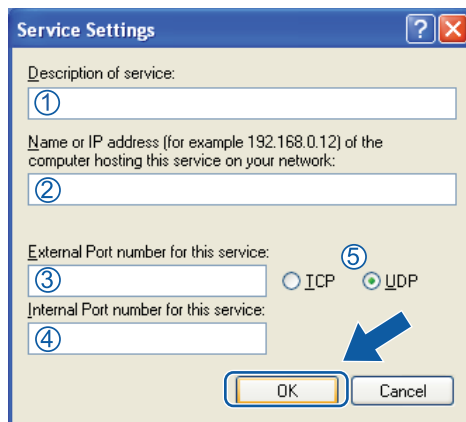 Service Settings
Description of service:
①
Name or IP address (for example 192.168.0.12) of the
computer hosting this service on your network:
②
External Port number for this service:
③ TCP ⑤ UDP
Internal Port number for this service:
④
OK Cancel